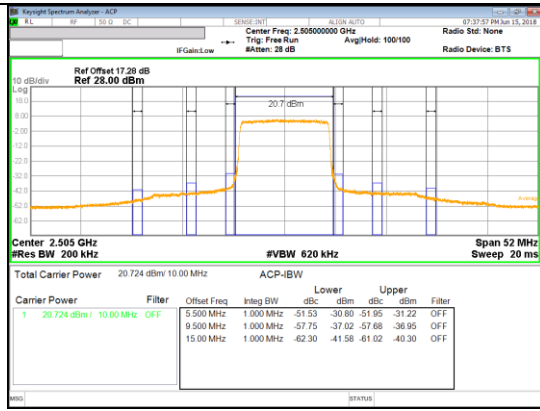 Keysight Spectrum Analyzer - ACP
RL RF 50 Ω DC SENSE:INT ALIGN AUTO 07:37:57 PM Jun 15, 2018
Center Freq: 2.505000000 GHz Radio Std: None
Trig: Free Run Avg|Hold: 100/100
IFGain:Low #Atten: 28 dB Radio Device: BTS
Ref Offset 17.28 dB
10 dB/div Ref 28.00 dBm
Log
18.0
8.00
-2.00
-12.0
-22.0
-32.0
-42.0
-52.0
-62.0
20.7 dBm
Average
Center 2.505 GHz Span 52 MHz
#Res BW 200 kHz #VBW 620 kHz Sweep 20 ms
Total Carrier Power 20.724 dBm/ 10.00 MHz ACP-IBW
Lower Upper
Carrier Power Filter Offset Freq Integ BW dBc dBm dBc dBm Filter
1 20.724 dBm / 10.00 MHz OFF 5.500 MHz 1.000 MHz -51.53 -30.80 -51.95 -31.22 OFF
9.500 MHz 1.000 MHz -57.75 -37.02 -57.68 -36.95 OFF
15.00 MHz 1.000 MHz -62.30 -41.58 -61.02 -40.30 OFF
MSG STATUS